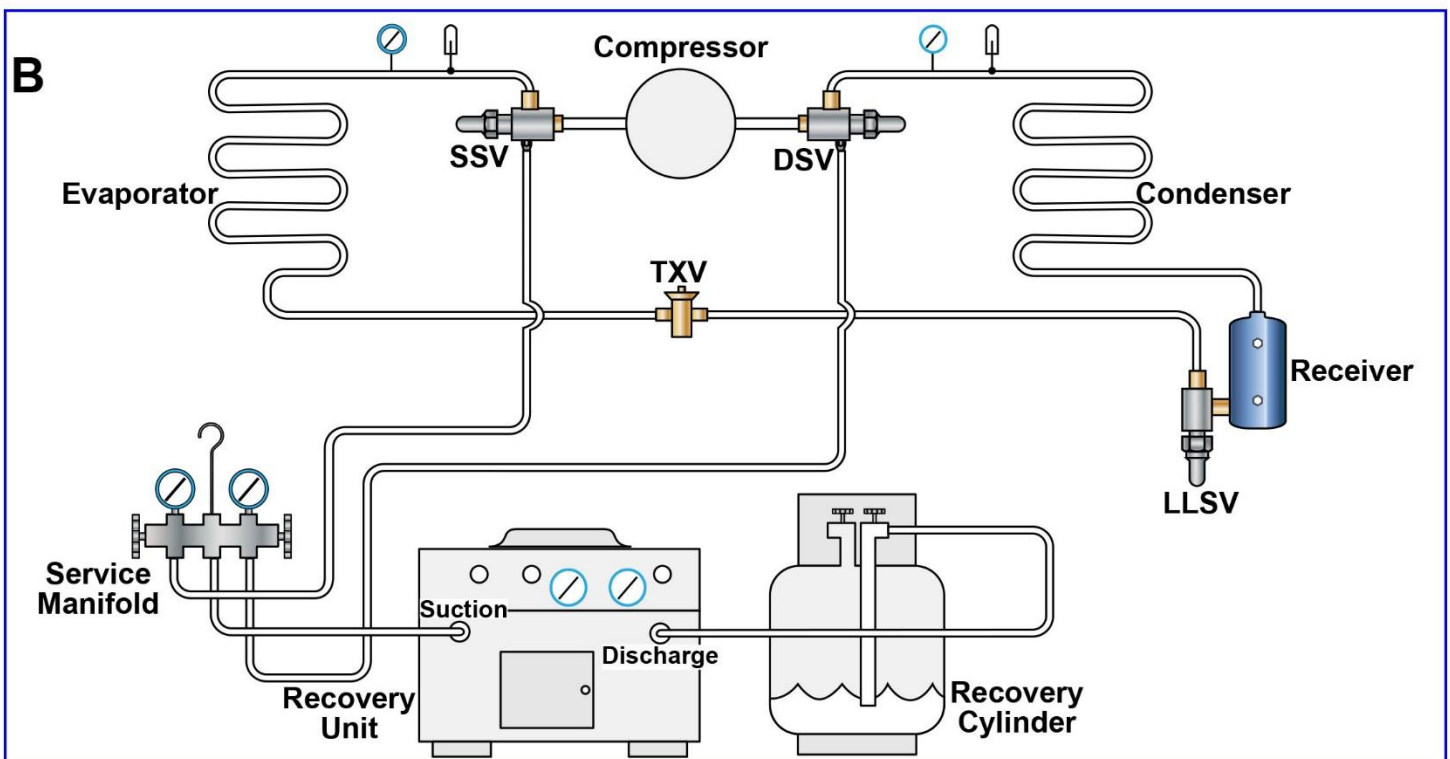 B
Compressor
SSV
DSV
Evaporator
Condenser
TXV
Receiver
LLSV
Service
Manifold
Suction
Discharge
Recovery
Unit
Recovery
Cylinder